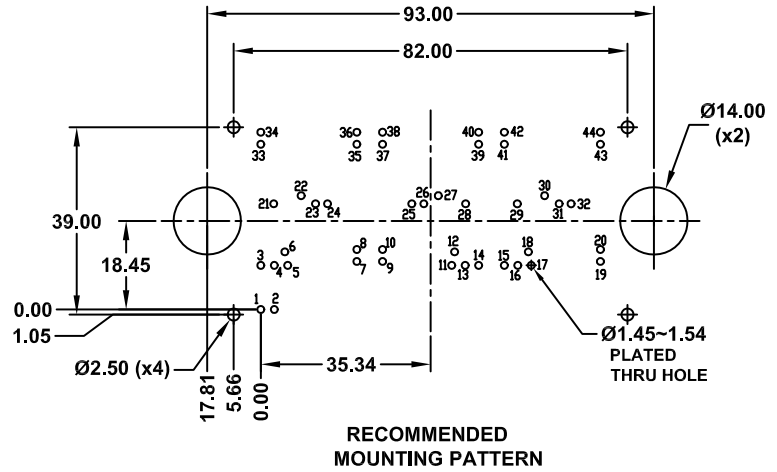 93.00
82.00
Ø14.00
(x2)
34 36 38 40 42 44
33 35 37 39 41 43
22 26 27 30
21 23 24 25 28 29 31 32
39.00
18.45
6 8 10 12 18 20
3 4 5 7 9 11 13 14 15 16 17 19
0.00 1 2
1.05
Ø2.50 (x4)
35.34
Ø1.45~1.54
PLATED
THRU HOLE
17.81
5.66
0.00
RECOMMENDED
MOUNTING PATTERN